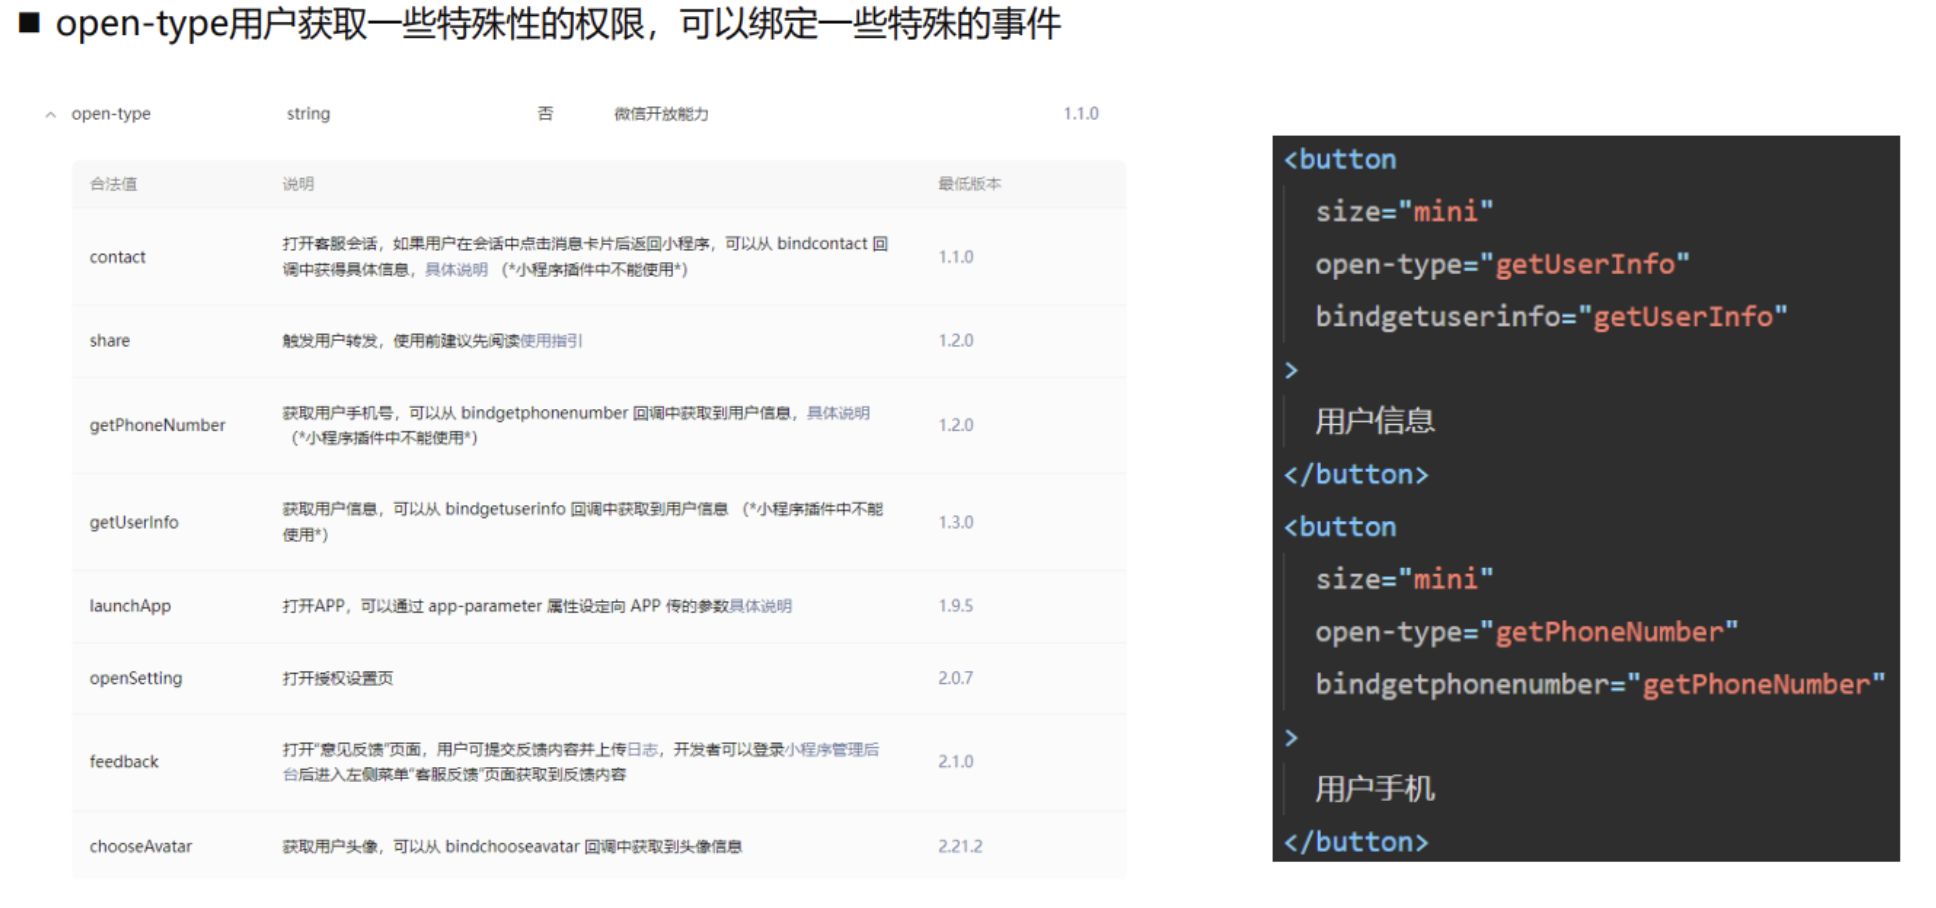 ■ open-type用户获取一些特殊性的权限，可以绑定一些特殊的事件
open-type string 否 微信开放能力 1.1.0
合法值 说明 最低版本
contact 打开客服会话，如果用户在会话中点击消息卡片后返回小程序，可以从 bindcontact 回
调中获得具体信息，具体说明 （*小程序插件中不能使用*） 1.1.0
share 触发用户转发，使用前建议先阅读使用指引 1.2.0
getPhoneNumber 获取用户手机号，可以从 bindgetphonenumber 回调中获取到用户信息，具体说明
（*小程序插件中不能使用*） 1.2.0
getUserInfo 获取用户信息，可以从 bindgetuserinfo 回调中获取到用户信息 （*小程序插件中不能
使用*） 1.3.0
launchApp 打开APP，可以通过 app-parameter 属性设定向 APP 传的参数具体说明 1.9.5
openSetting 打开授权设置页 2.0.7
feedback 打开“意见反馈”页面，用户可提交反馈内容并上传日志，开发者可以登录小程序管理后
台后进入左侧菜单“客服反馈”页面获取到反馈内容 2.1.0
chooseAvatar 获取用户头像，可以从 bindchooseavatar 回调中获取到头像信息 2.21.2
<button
size="mini"
open-type="getUserInfo"
bindgetuserinfo="getUserInfo"
>
用户信息
</button>
<button
size="mini"
open-type="getPhoneNumber"
bindgetphonenumber="getPhoneNumber"
>
用户手机
</button>